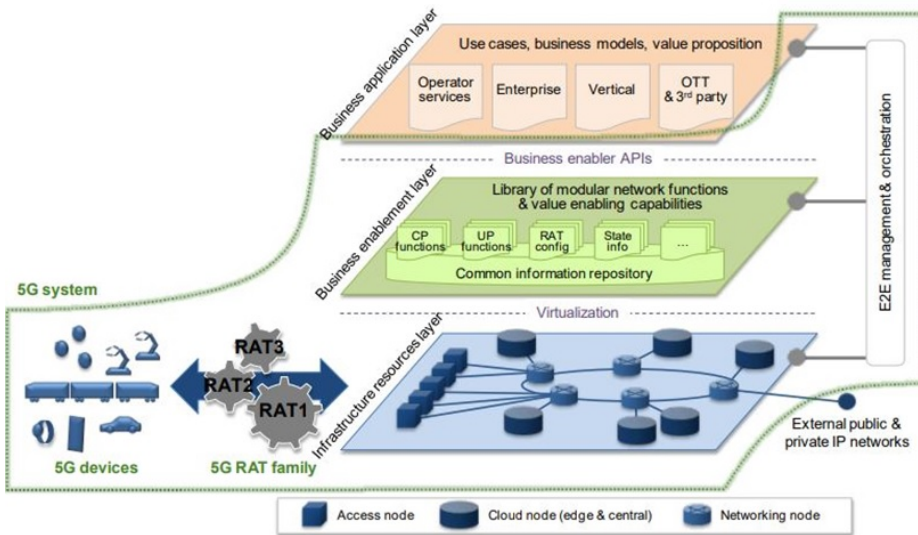 Business application layer
Use cases, business models, value proposition
Operator
services
Enterprise
Vertical
OTT
& 3rd party
Business enabler APIs
Business enablement layer
Library of modular network functions
& value enabling capabilities
CP
functions
UP
functions
RAT
config
State
info
...
Common information repository
E2E management & orchestration
5G system
Virtualization
Infrastructure resources layer
RAT3
RAT2
RAT1
5G devices
5G RAT family
External public &
private IP networks
Access node
Cloud node (edge & central)
Networking node